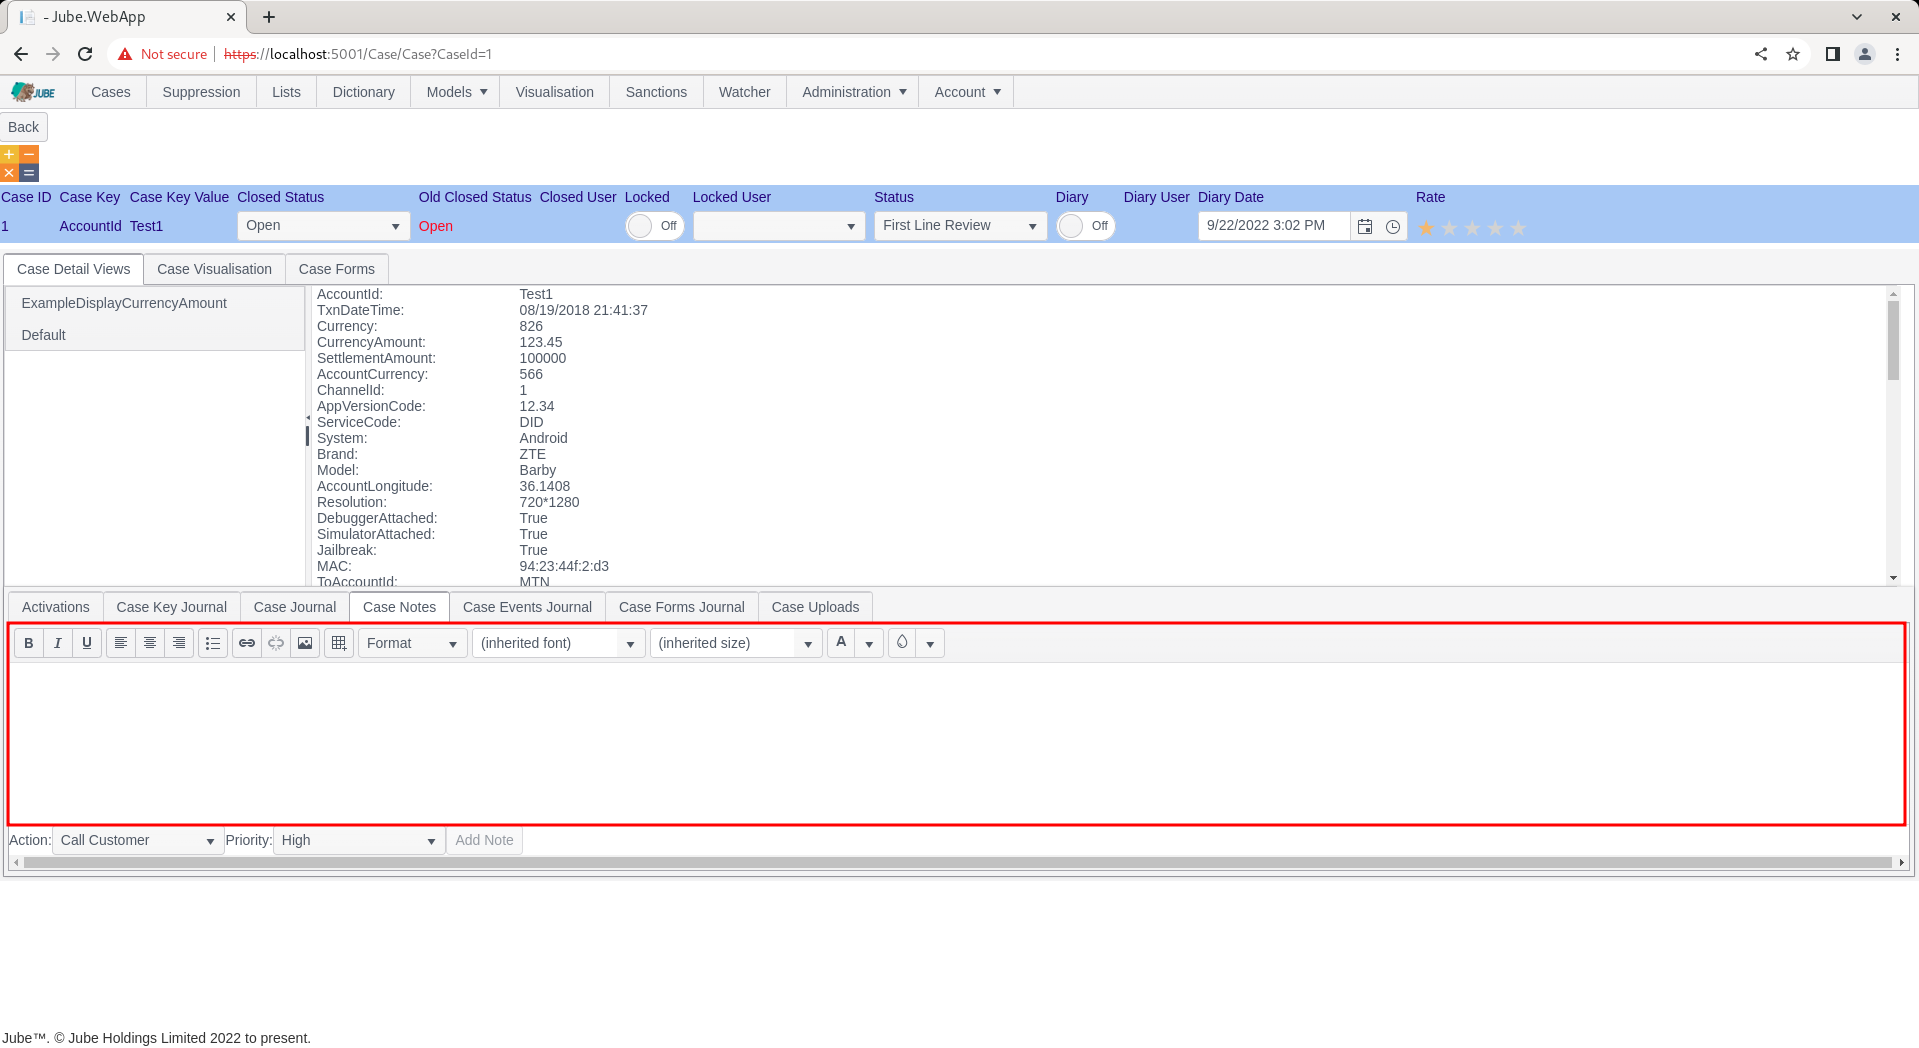 - Jube.WebApp
Not secure https://localhost:5001/Case/Case?CaseId=1
JUBE Cases Suppression Lists Dictionary Models Visualisation Sanctions Watcher Administration Account
Back
Case ID Case Key Case Key Value Closed Status Old Closed Status Closed User Locked Locked User Status Diary Diary User Diary Date Rate
1 AccountId Test1 Open Open Off First Line Review Off 9/22/2022 3:02 PM
Case Detail Views Case Visualisation Case Forms
ExampleDisplayCurrencyAmount
Default
AccountId: Test1
TxnDateTime: 08/19/2018 21:41:37
Currency: 826
CurrencyAmount: 123.45
SettlementAmount: 100000
AccountCurrency: 566
ChannelId: 1
AppVersionCode: 12.34
ServiceCode: DID
System: Android
Brand: ZTE
Model: Barby
AccountLongitude: 36.1408
Resolution: 720*1280
DebuggerAttached: True
SimulatorAttached: True
Jailbreak: True
MAC: 94:23:44f:2:d3
ToAccountId: MTN
Activations Case Key Journal Case Journal Case Notes Case Events Journal Case Forms Journal Case Uploads
B I U Format (inherited font) (inherited size) A
Action: Call Customer Priority: High Add Note
Jube™. © Jube Holdings Limited 2022 to present.